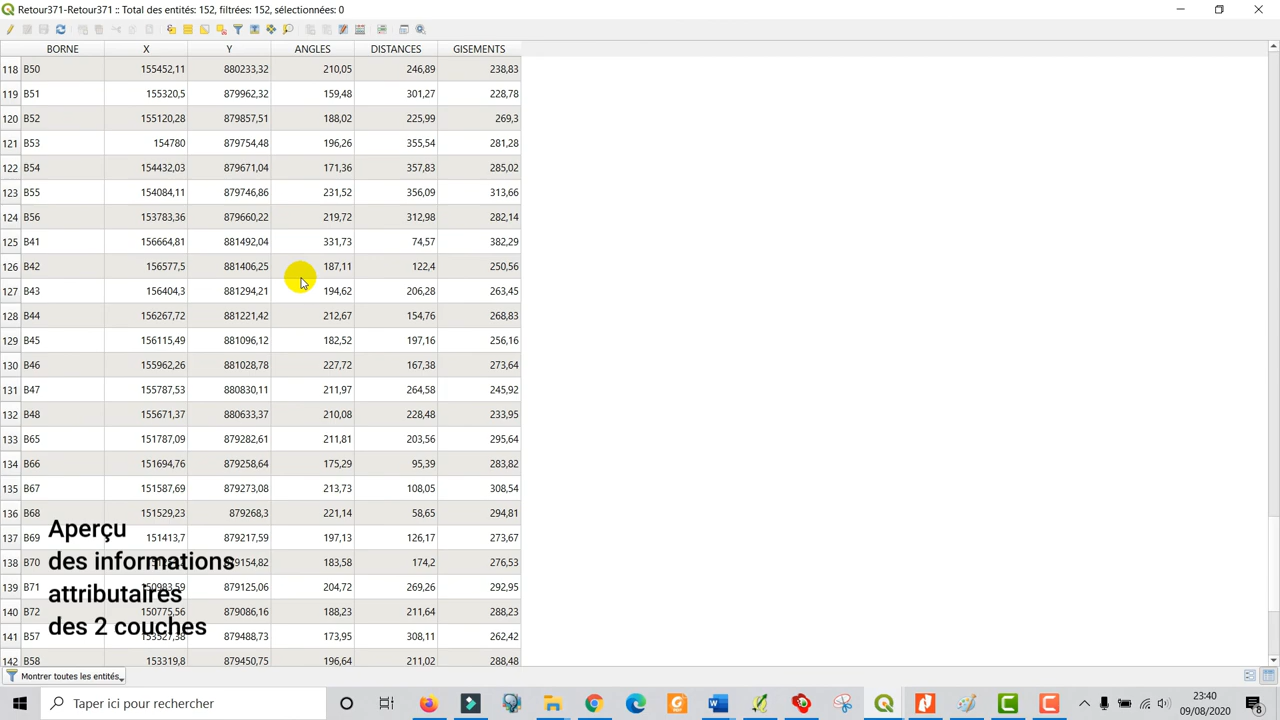 Retour371-Retour371 :: Total des entités: 152, filtrées: 152, sélectionnées: 0
BORNE X Y ANGLES DISTANCES GISEMENTS
118 B50 155452,11 880233,32 210,05 246,89 238,83
119 B51 155320,5 879962,32 159,48 301,27 228,78
120 B52 155120,28 879857,51 188,02 225,99 269,3
121 B53 154780 879754,48 196,26 355,54 281,28
122 B54 154432,03 879671,04 171,36 357,83 285,02
123 B55 154084,11 879746,86 231,52 356,09 313,66
124 B56 153783,36 879660,22 219,72 312,98 282,14
125 B41 156664,81 881492,04 331,73 74,57 382,29
126 B42 156577,5 881406,25 187,11 122,4 250,56
127 B43 156404,3 881294,21 194,62 206,28 263,45
128 B44 156267,72 881221,42 212,67 154,76 268,83
129 B45 156115,49 881096,12 182,52 197,16 256,16
130 B46 155962,26 881028,78 227,72 167,38 273,64
131 B47 155787,53 880830,11 211,97 264,58 245,92
132 B48 155671,37 880633,37 210,08 228,48 233,95
133 B65 151787,09 879282,61 211,81 203,56 295,64
134 B66 151694,76 879258,64 175,29 95,39 283,82
135 B67 151587,69 879273,08 213,73 108,05 308,54
136 B68 151529,23 879268,3 221,14 58,65 294,81
137 B69 151413,7 879217,59 197,13 126,17 273,67
138 B70 879154,82 183,58 174,2 276,53
139 B71 150983,59 879125,06 204,72 269,26 292,95
140 B72 150775,56 879086,16 188,23 211,64 288,23
141 B57 153527,38 879488,73 173,95 308,11 262,42
142 B58 153319,8 879450,75 196,64 211,02 288,48
Aperçu
des informations
attributaires
des 2 couches
Montrer toutes les entités
Taper ici pour rechercher
23:40
09/08/2020
8